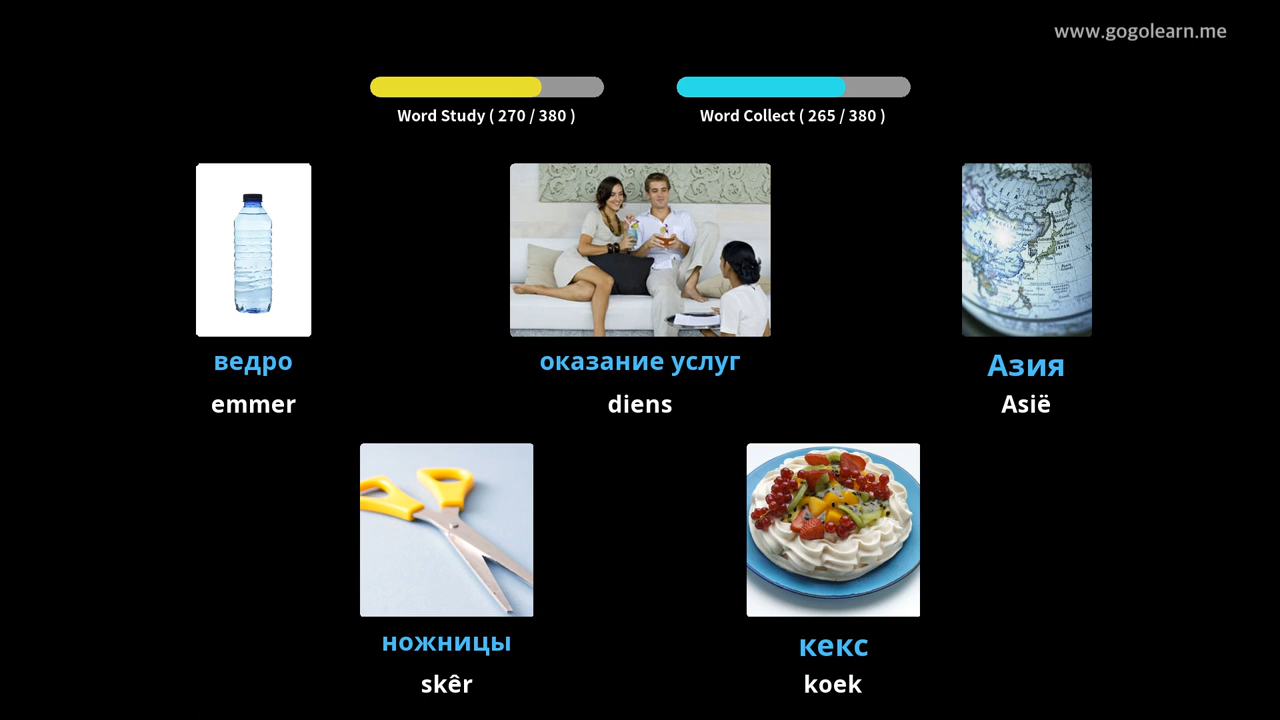 www.gogolearn.me
Word Study ( 270 / 380 )
Word Collect ( 265 / 380 )
ведро
emmer
оказание услуг
diens
Азия
Asië
ножницы
skêr
кекс
koek